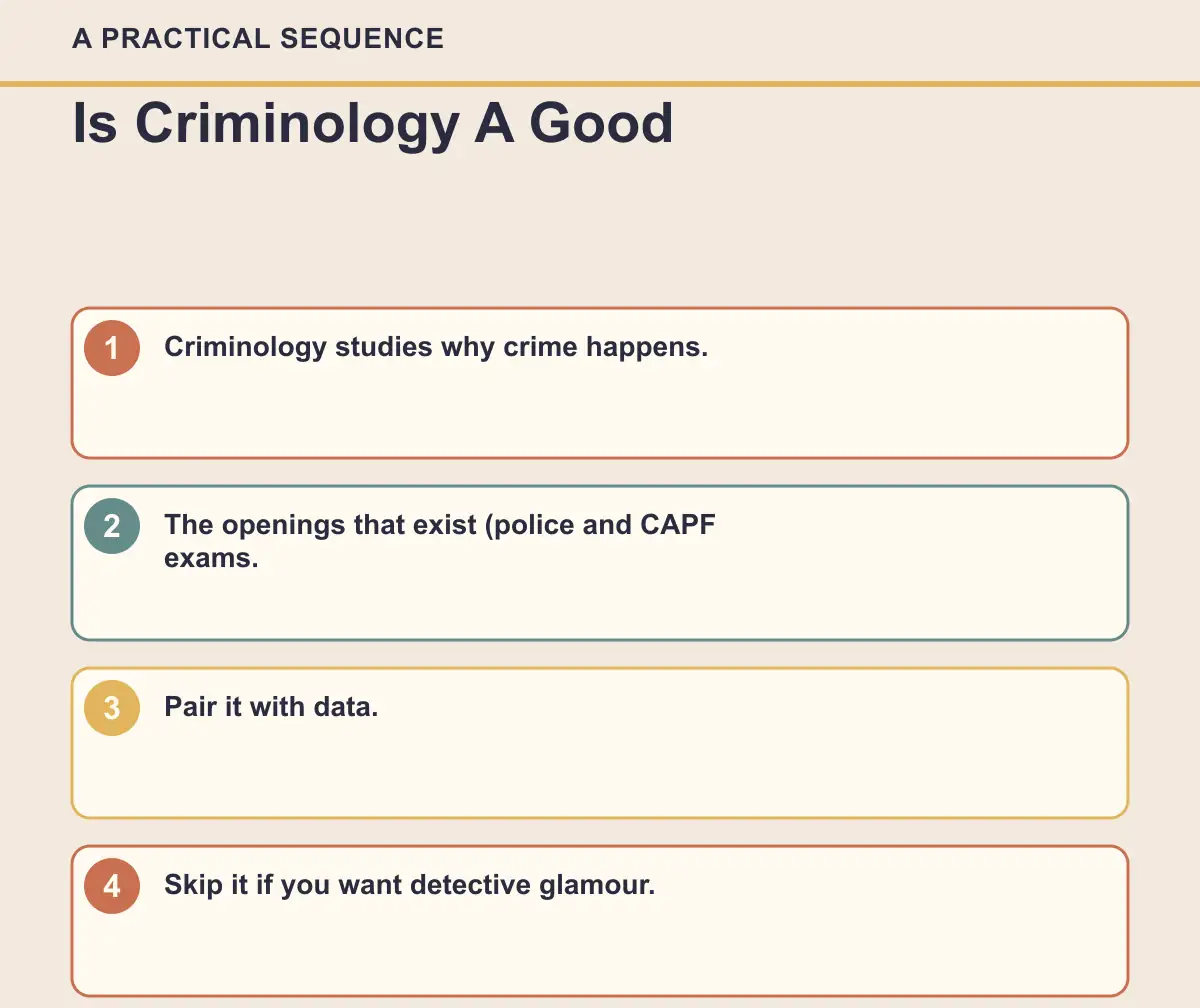 A PRACTICAL SEQUENCE
Is Criminology A Good
1
Criminology studies why crime happens.
2
The openings that exist (police and CAPF
exams.
3
Pair it with data.
4
Skip it if you want detective glamour.